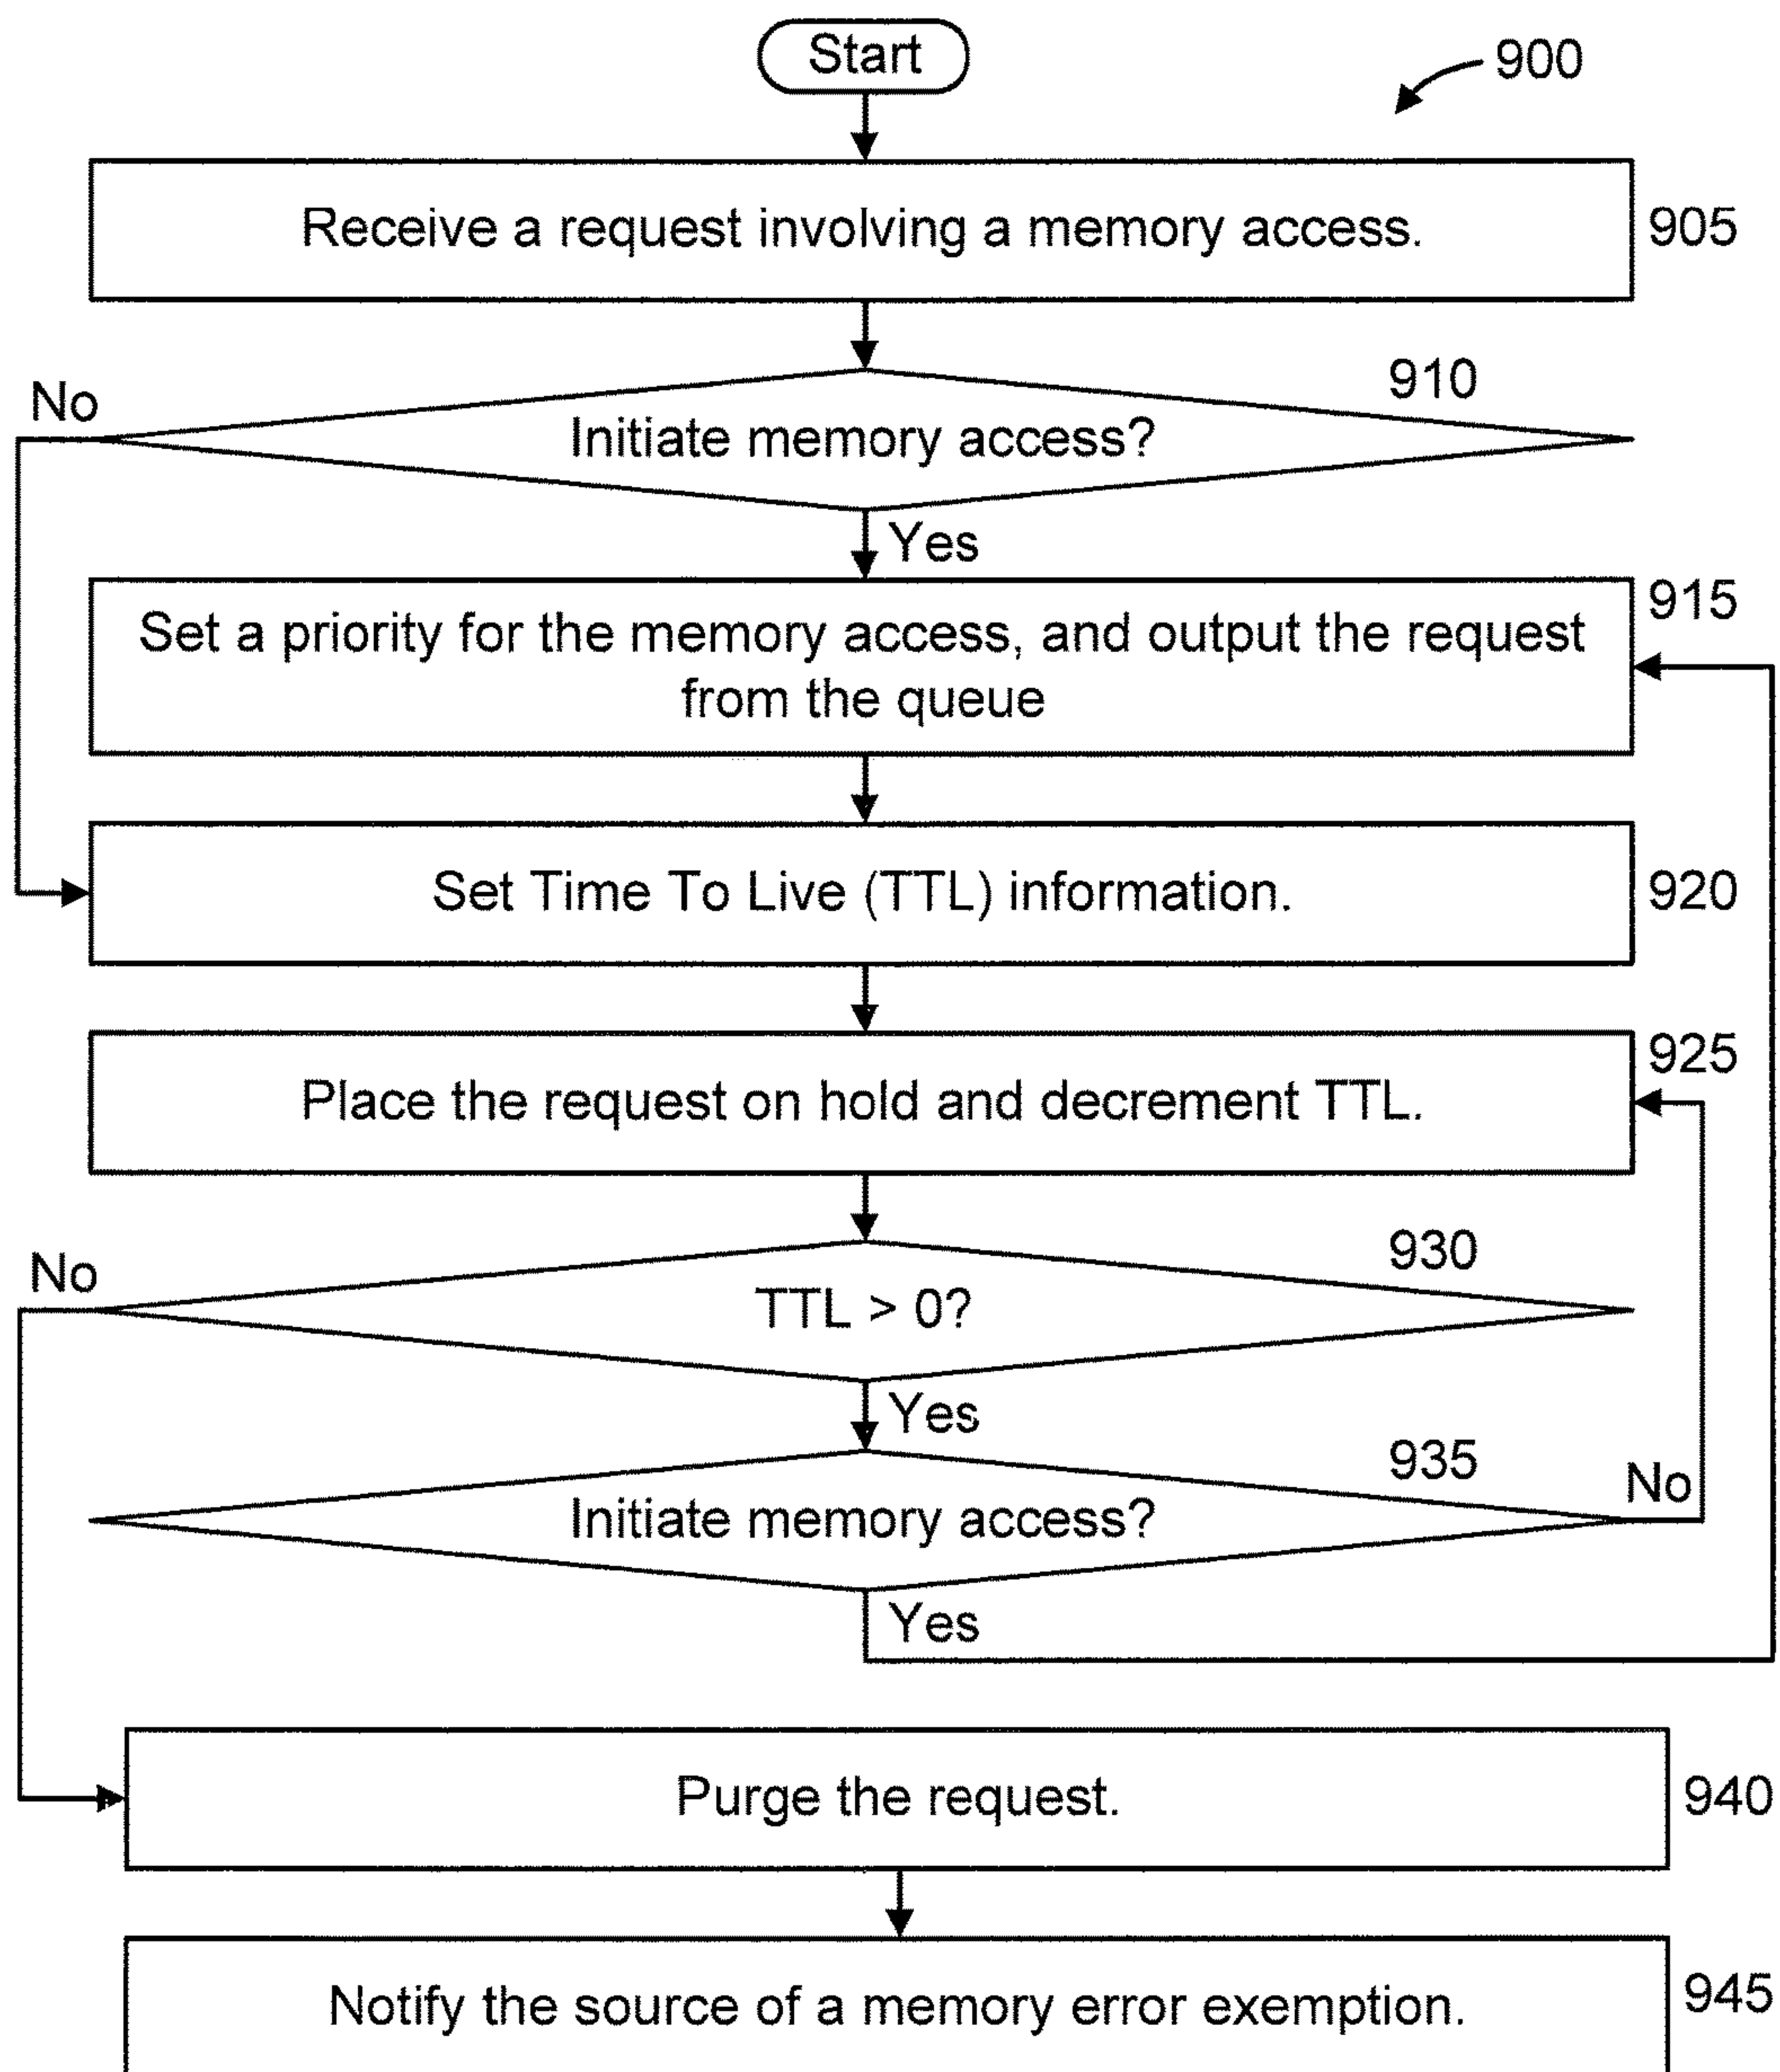 Start
900
Receive a request involving a memory access.
905
910
No
Initiate memory access?
Yes
915
Set a priority for the memory access, and output the request
from the queue
Set Time To Live (TTL) information.
920
925
Place the request on hold and decrement TTL.
930
No
TTL > 0?
Yes
935
No
Initiate memory access?
Yes
Purge the request.
940
Notify the source of a memory error exemption.
945